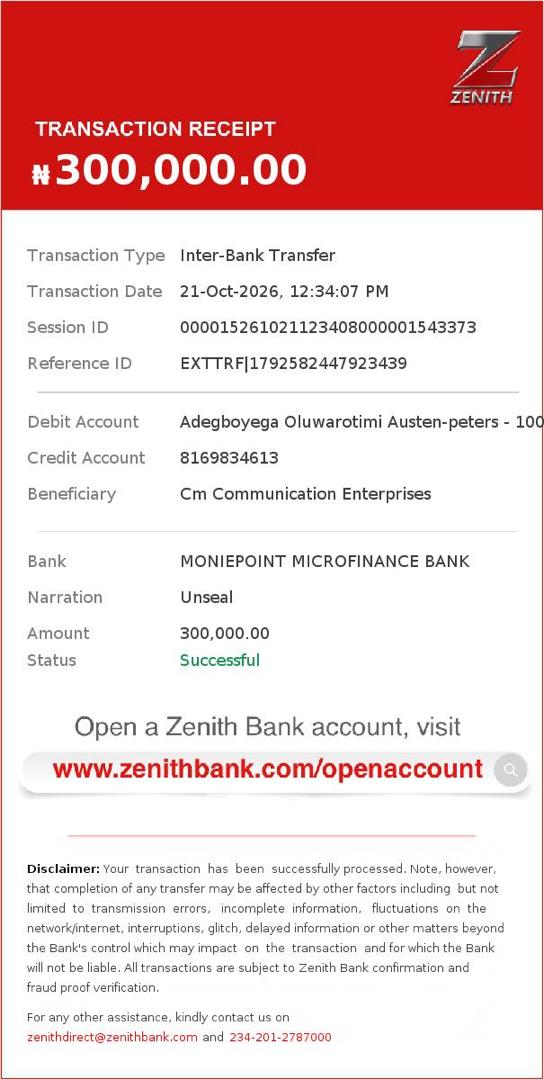 ZENITH
TRANSACTION RECEIPT
₦300,000.00
Transaction Type Inter-Bank Transfer
Transaction Date 21-Oct-2026, 12:34:07 PM
Session ID 000015261021123408000001543373
Reference ID EXTTRF|1792582447923439
Debit Account Adegboyega Oluwarotimi Austen-peters - 100
Credit Account 8169834613
Beneficiary Cm Communication Enterprises
Bank MONIEPOINT MICROFINANCE BANK
Narration Unseal
Amount 300,000.00
Status Successful
Open a Zenith Bank account, visit
www.zenithbank.com/openaccount
Disclaimer: Your transaction has been successfully processed. Note, however,
that completion of any transfer may be affected by other factors including but not
limited to transmission errors, incomplete information, fluctuations on the
network/internet, interruptions, glitch, delayed information or other matters beyond
the Bank's control which may impact on the transaction and for which the Bank
will not be liable. All transactions are subject to Zenith Bank confirmation and
fraud proof verification.
For any other assistance, kindly contact us on
zenithdirect@zenithbank.com and 234-201-2787000